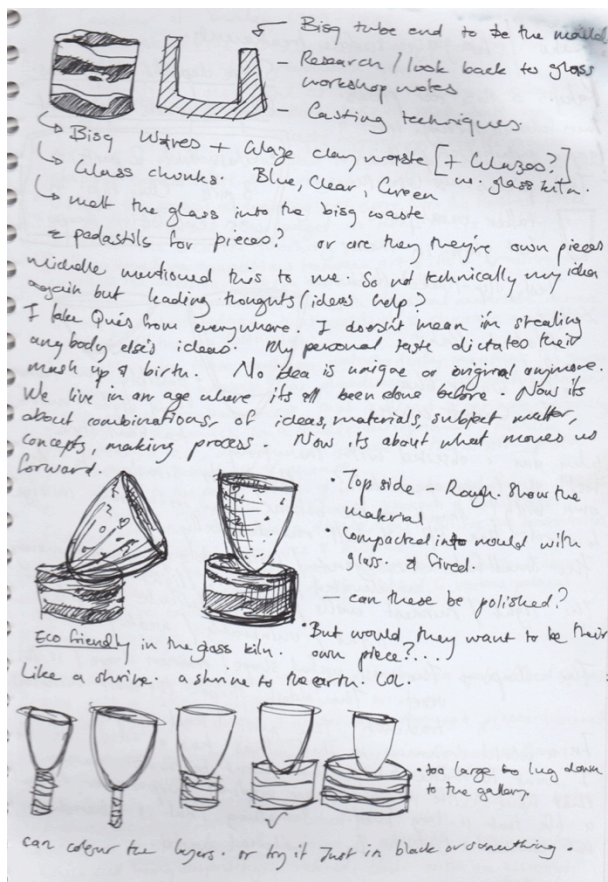 Bisq tube end to be the mould.
- Research/look back to glass
workshop notes
- Casting techniques.
↳ Bisq Wares + Glaze clay waste [+ Glazes?]
↳ Glass chunks. Blue, Clear, Green in glass kiln.
↳ melt the glass into the bisq waste
& pedastils for pieces? or are they they're own pieces
Michelle mentioned this to me. So not technically my idea
again but leading thoughts/ideas help?
I take Ques from everywhere. I doesn't mean im stealing
anybody else's ideas. My personal taste dictates their
mash up & birth. No idea is unique or original anymore.
We live in an age where its all been done before. Now its
about combinations, of ideas, materials, subject matter,
concepts, making process. Now its about what moves us
forward.
• Top side - Rough. Show the
material
• Compacted into mould with
glass. & fired.
- can these be polished?
• But would they want to be their
own piece?...
Eco friendly in the glass kiln.
Like a shrine. a shrine to the earth. LOL.
• too large to lug down
to the gallery.
can colour the layers. or try it Just in black or something.